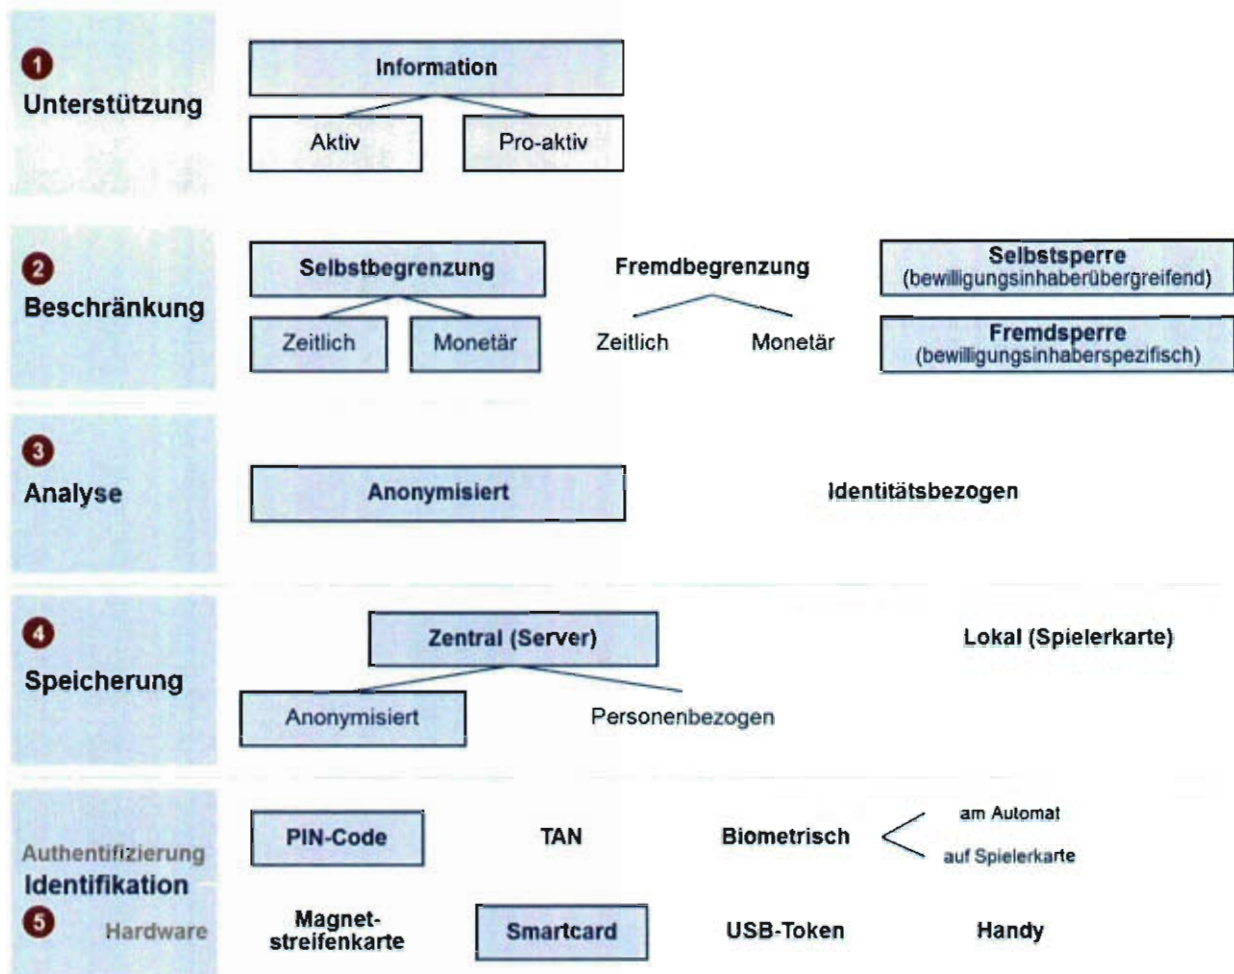 1
Unterstützung
Information
Aktiv
Pro-aktiv
2
Beschränkung
Selbstbegrenzung
Zeitlich
Monetär
Fremdbegrenzung
Zeitlich
Monetär
Selbstsperre
(bewilligungsinhaberübergreifend)
Fremdsperre
(bewilligungsinhaberspezifisch)
3
Analyse
Anonymisiert
Identitätsbezogen
4
Speicherung
Zentral (Server)
Lokal (Spielerkarte)
Anonymisiert
Personenbezogen
Authentifizierung
Identifikation
5
Hardware
PIN-Code
TAN
Biometrisch
am Automat
auf Spielerkarte
Magnet-
streifenkarte
Smartcard
USB-Token
Handy